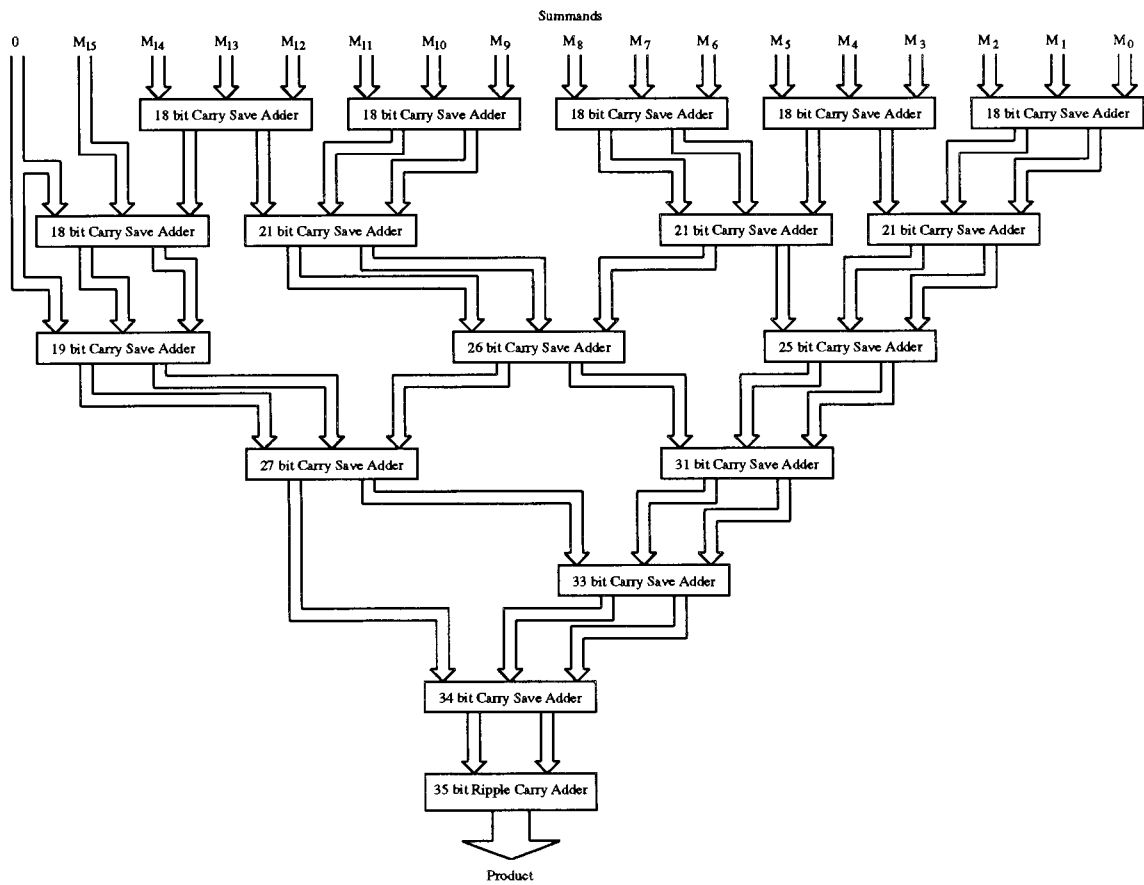 Summands
0 M15 M14 M13 M12 M11 M10 M9 M8 M7 M6 M5 M4 M3 M2 M1 M0
18 bit Carry Save Adder 18 bit Carry Save Adder 18 bit Carry Save Adder 18 bit Carry Save Adder 18 bit Carry Save Adder
18 bit Carry Save Adder 21 bit Carry Save Adder 21 bit Carry Save Adder 21 bit Carry Save Adder
19 bit Carry Save Adder 26 bit Carry Save Adder 25 bit Carry Save Adder
27 bit Carry Save Adder 31 bit Carry Save Adder
33 bit Carry Save Adder
34 bit Carry Save Adder
35 bit Ripple Carry Adder
Product